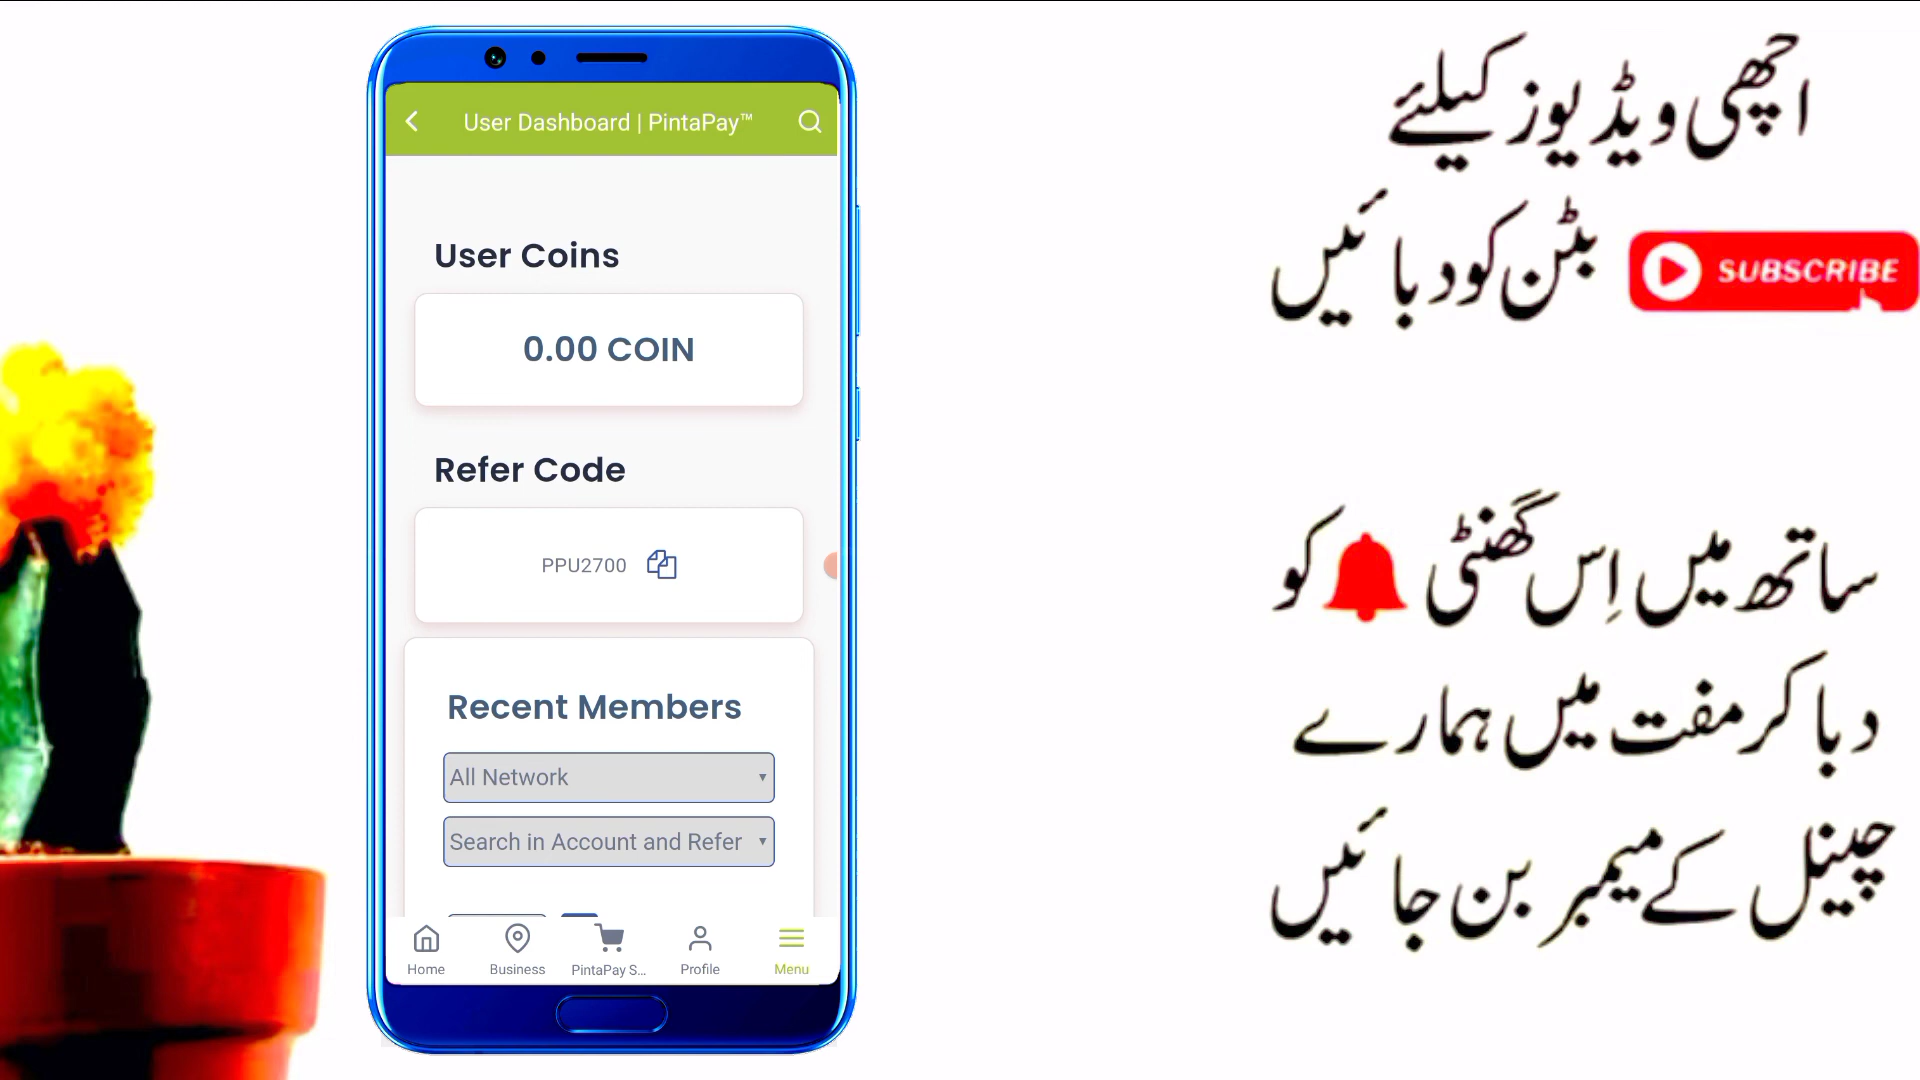 User Dashboard | PintaPay™
User Coins
0.00 COIN
Refer Code
PPU2700
Recent Members
All Network
Search in Account and Refer
Home
Business
PintaPay S...
Profile
Menu
اچھی ویڈیوز کیلئے
SUBSCRIBE بٹن کو دبائیں
ساتھ میں اِس گھنٹی کو
دبا کر مفت میں ہمارے
چینل کے میمبر بن جائیں